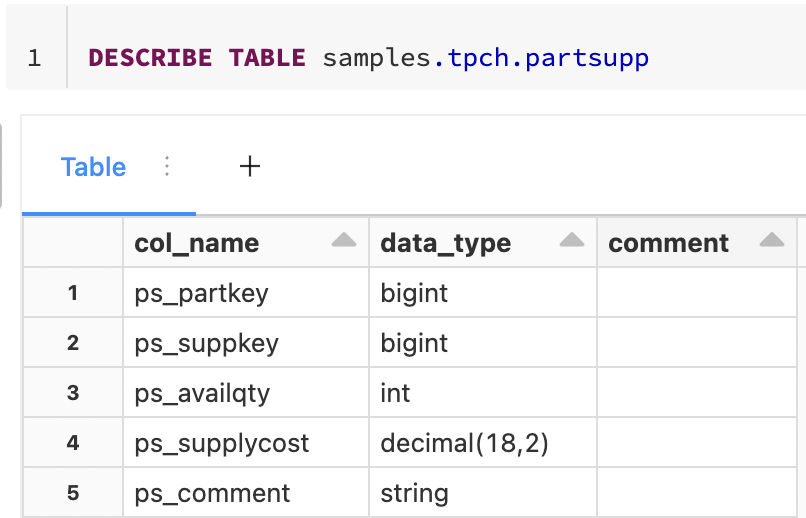 1 DESCRIBE TABLE samples.tpch.partsupp
Table +
col_name data_type comment
1 ps_partkey bigint
2 ps_suppkey bigint
3 ps_availqty int
4 ps_supplycost decimal(18,2)
5 ps_comment string